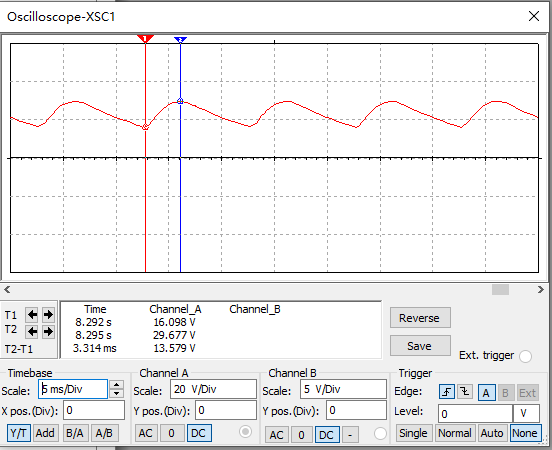 Oscilloscope-XSC1
1 2
Time Channel_A Channel_B
T1 8.292 s 16.098 V
T2 8.295 s 29.677 V
T2-T1 3.314 ms 13.579 V
Reverse
Save
Ext. trigger
Timebase Channel A Channel B Trigger
Scale: 5 ms/Div Scale: 20 V/Div Scale: 5 V/Div Edge: A B Ext
X pos.(Div): 0 Y pos.(Div): 0 Y pos.(Div): 0 Level: 0 V
Y/T Add B/A A/B AC 0 DC AC 0 DC - Single Normal Auto None